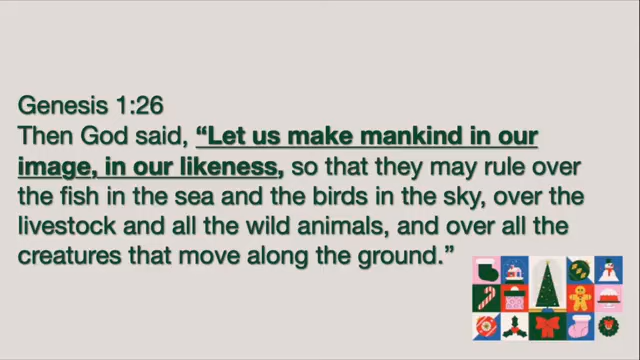 Genesis 1:26
Then God said, “Let us make mankind in our
image, in our likeness, so that they may rule over
the fish in the sea and the birds in the sky, over the
livestock and all the wild animals, and over all the
creatures that move along the ground.”